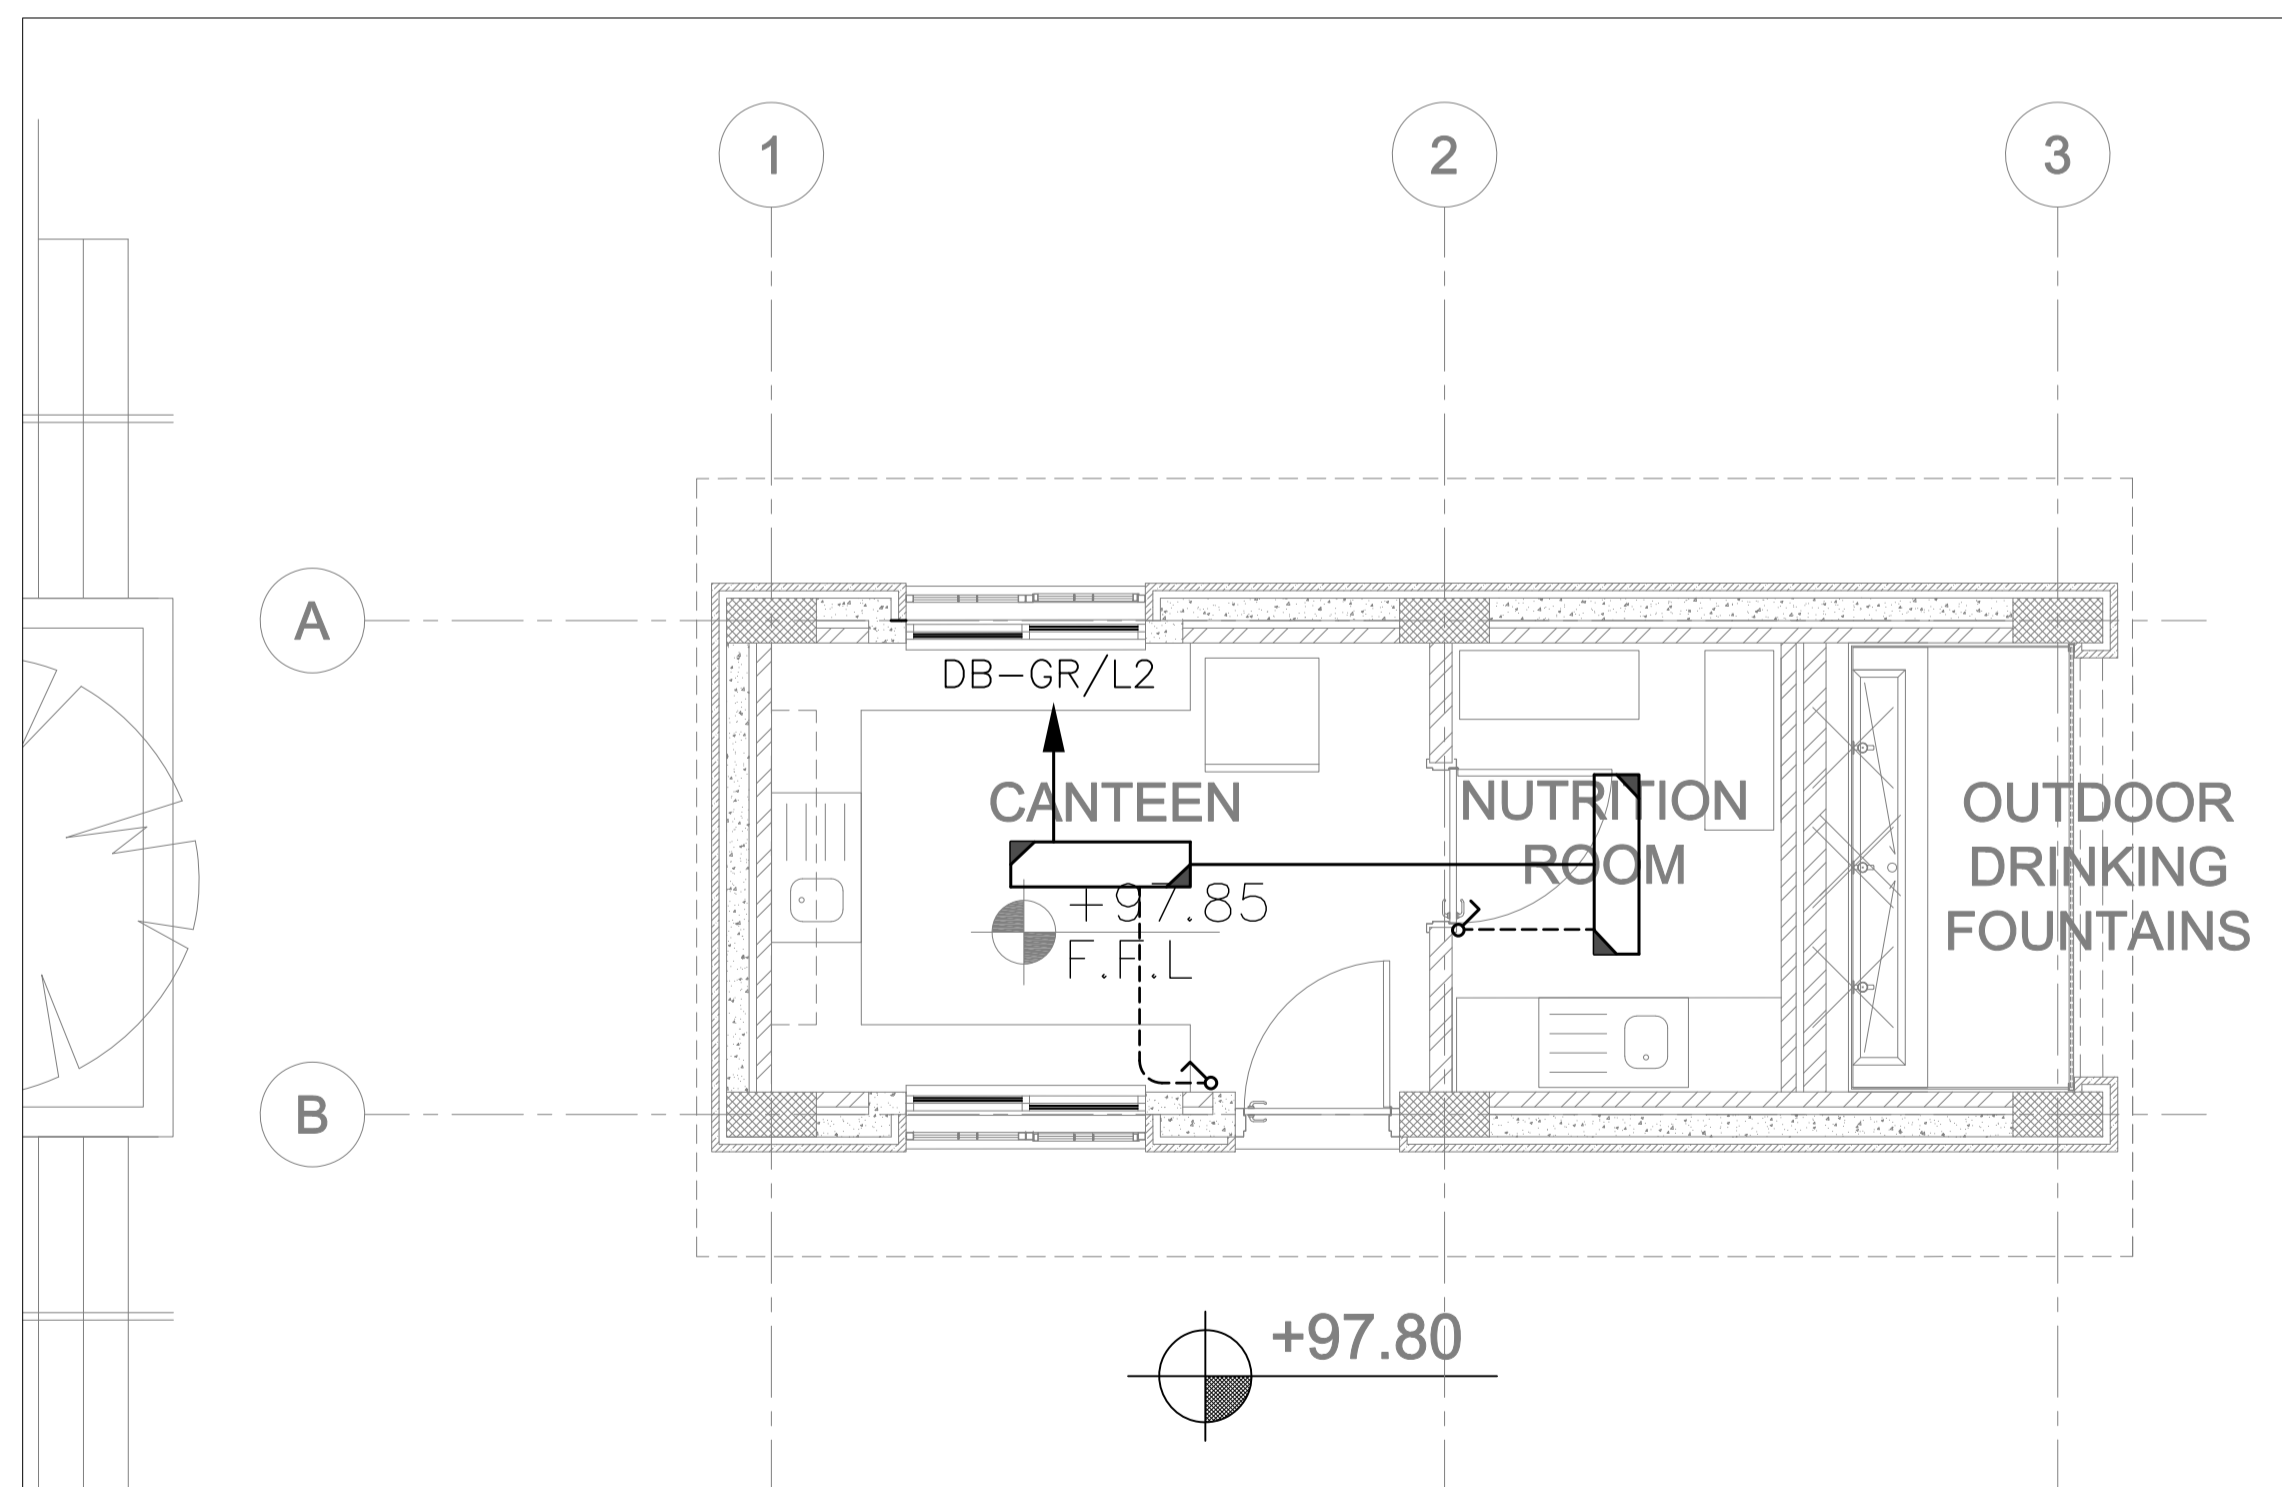 1
2
3
A
DB-GR/L2
CANTEEN
NUTRITION
ROOM
OUTDOOR
DRINKING
FOUNTAINS
+97.85
F.F.L
B
+97.80